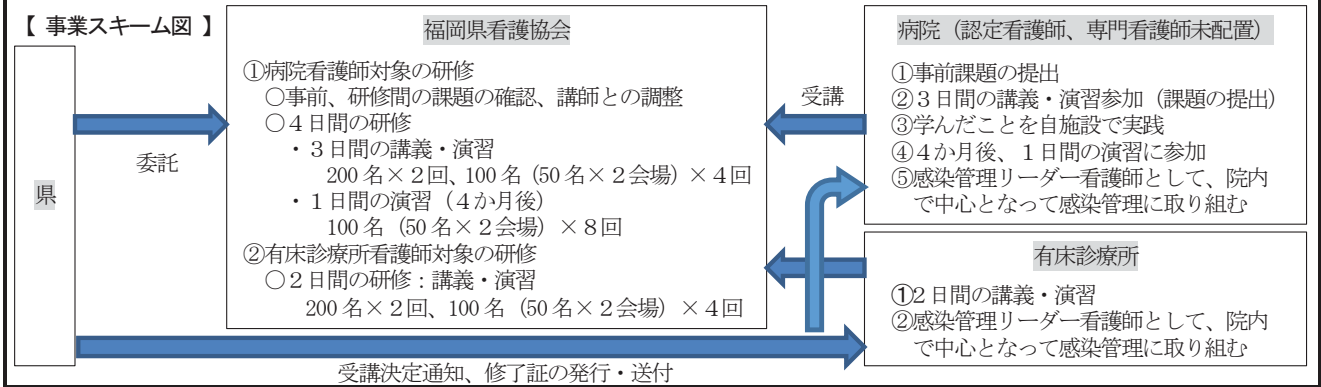 【 事業スキーム図 】
県
委託
福岡県看護協会
①病院看護師対象の研修
○事前、研修間の課題の確認、講師との調整
○４日間の研修
・３日間の講義・演習
200名×２回、100名（50名×２会場）×４回
・１日間の演習（４か月後）
100名（50名×２会場）×８回
②有床診療所看護師対象の研修
○２日間の研修：講義・演習
200名×２回、100名（50名×２会場）×４回
受講
病院（認定看護師、専門看護師未配置）
①事前課題の提出
②３日間の講義・演習参加（課題の提出）
③学んだことを自施設で実践
④４か月後、１日間の演習に参加
⑤感染管理リーダー看護師として、院内
で中心となって感染管理に取り組む
有床診療所
①２日間の講義・演習
②感染管理リーダー看護師として、院内
で中心となって感染管理に取り組む
受講決定通知、修了証の発行・送付